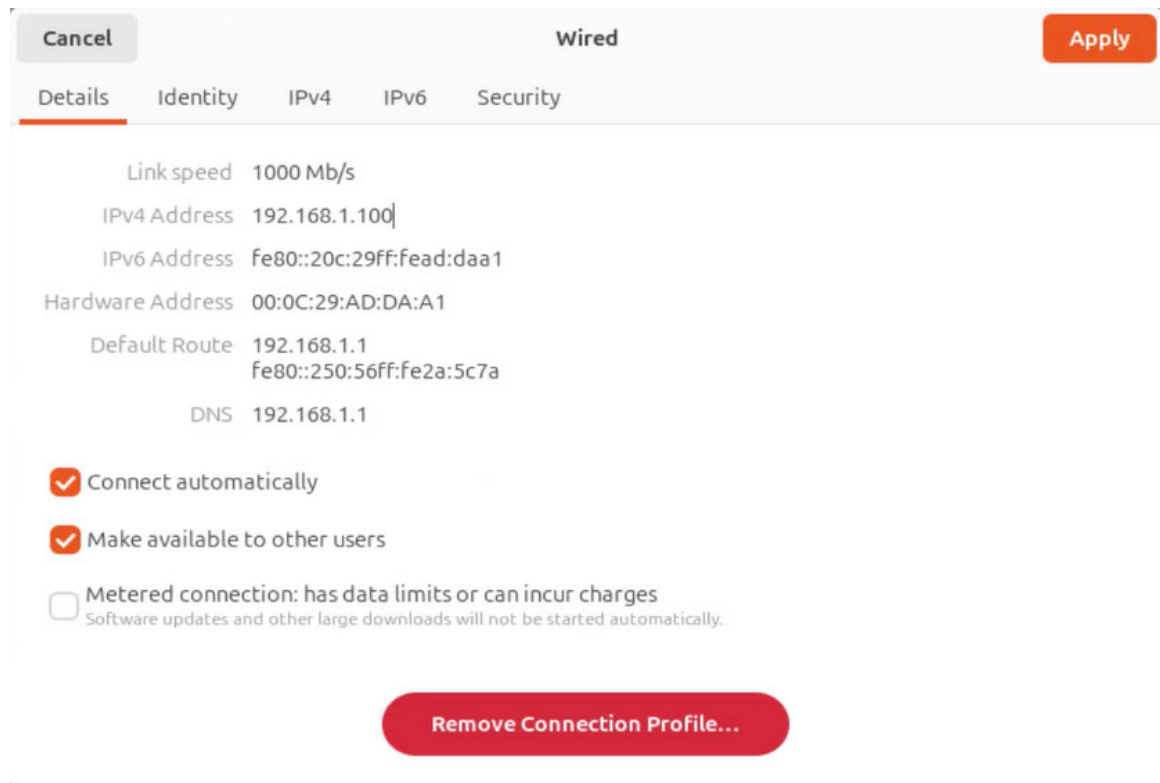 Cancel
Wired
Apply
Details
Identity
IPv4
IPv6
Security
Link speed 1000 Mb/s
IPv4 Address 192.168.1.100
IPv6 Address fe80::20c:29ff:fead:daa1
Hardware Address 00:0C:29:AD:DA:A1
Default Route 192.168.1.1
fe80::250:56ff:fe2a:5c7a
DNS 192.168.1.1
Connect automatically
Make available to other users
Metered connection: has data limits or can incur charges
Software updates and other large downloads will not be started automatically.
Remove Connection Profile...